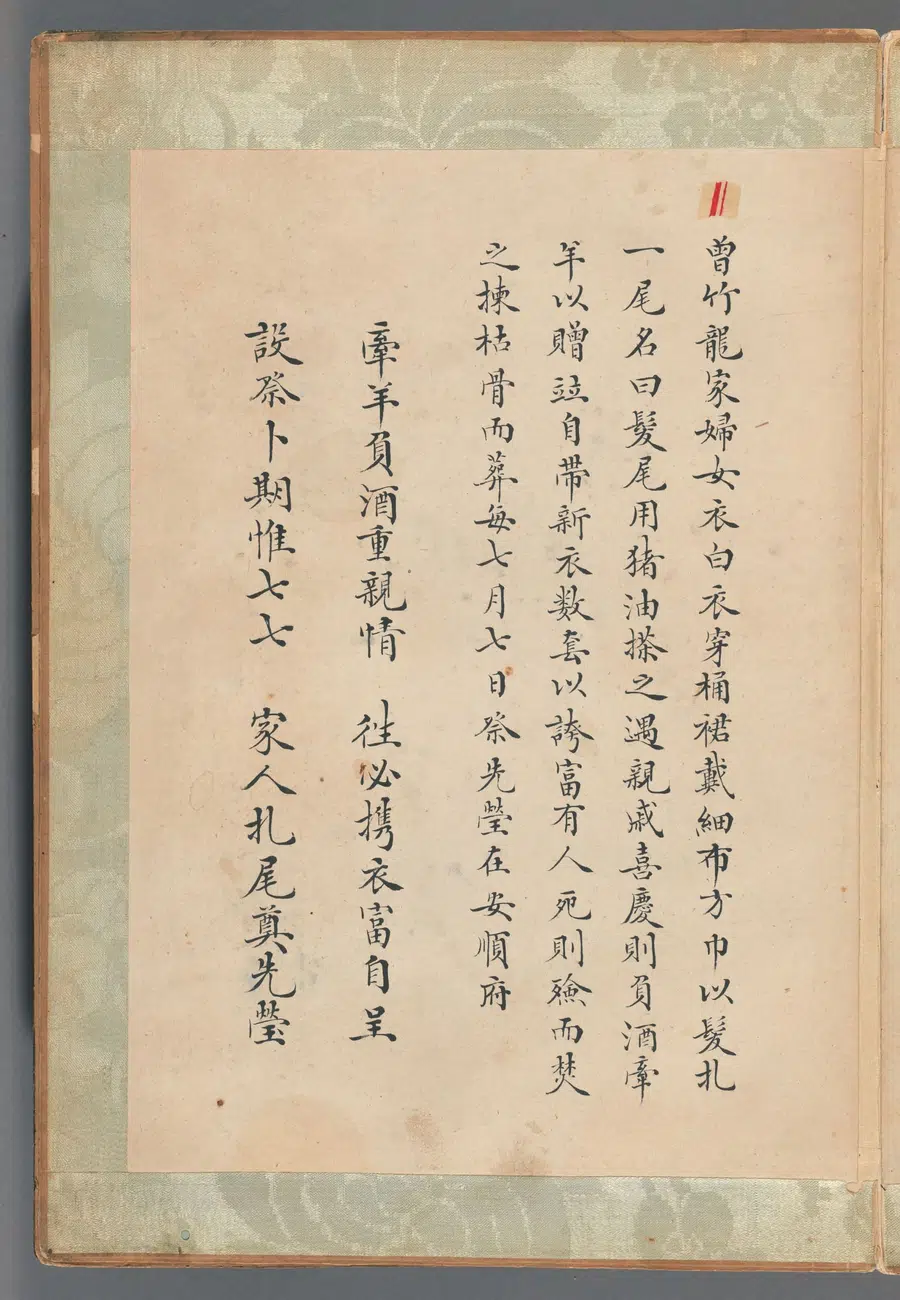 曾竹龍家婦女衣白衣穿桶裙戴細布方巾以髮扎
一尾名曰髮尾用猪油搽之遇親戚喜慶則負酒牽
羊以贈並自帶新衣数套以誇富有人死則殮而焚
之揀枯骨而葬每七月七日祭先瑩在安順府
牽羊負酒重親情　徃必携衣富自呈
設祭卜期惟七七　家人扎尾奠先瑩